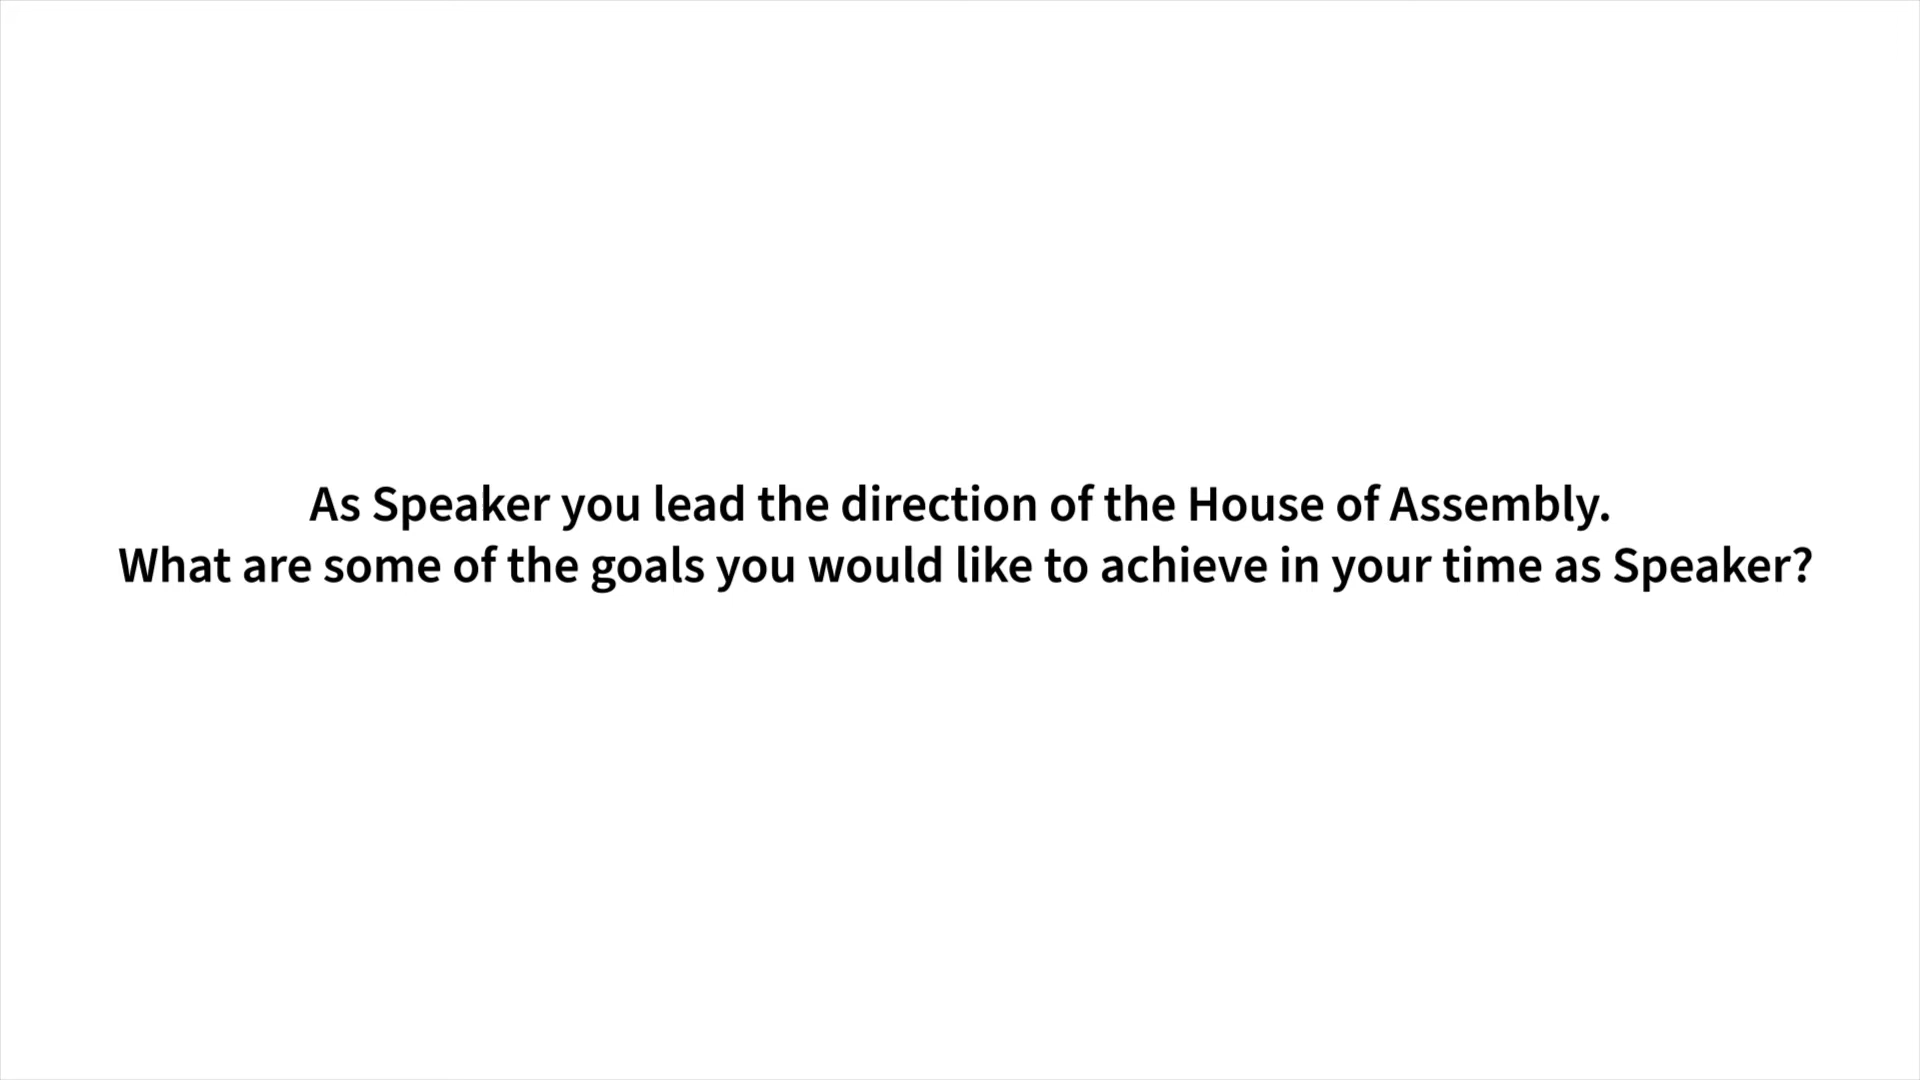 As Speaker you lead the direction of the House of Assembly.
What are some of the goals you would like to achieve in your time as Speaker?